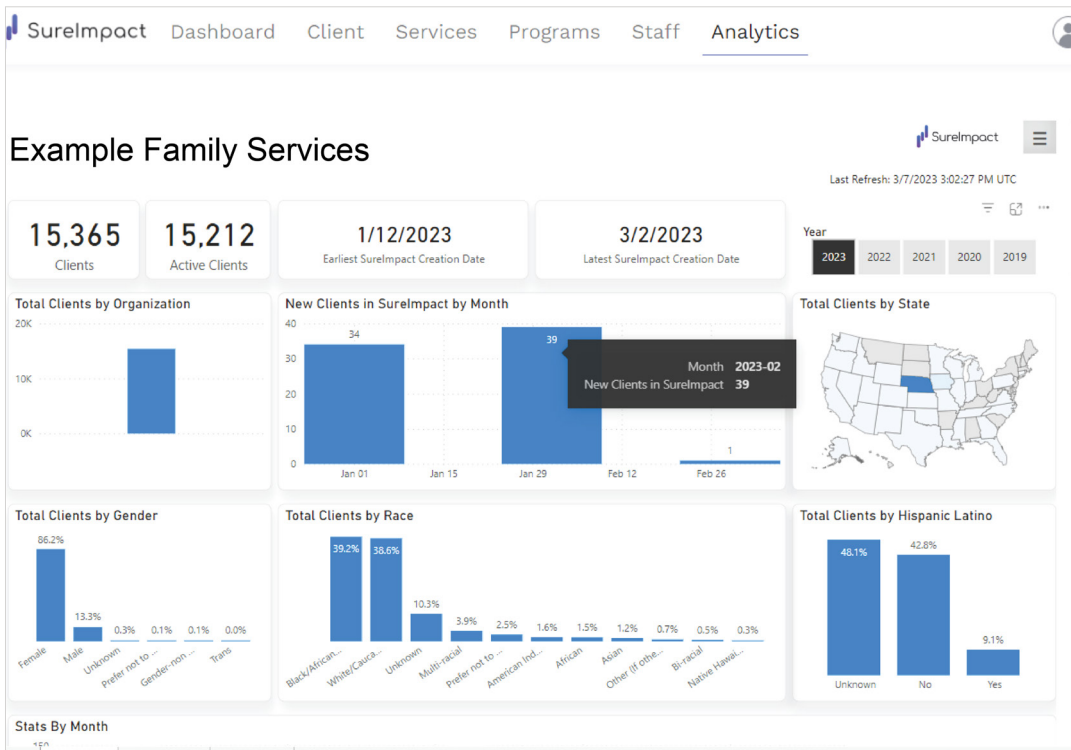 SureImpact Dashboard Client Services Programs Staff Analytics
Example Family Services
SureImpact
Last Refresh: 3/7/2023 3:02:27 PM UTC
15,365
Clients
15,212
Active Clients
1/12/2023
Earliest SureImpact Creation Date
3/2/2023
Latest SureImpact Creation Date
Year
2023 2022 2021 2020 2019
Total Clients by Organization
20K
10K
0K
New Clients in SureImpact by Month
40
30
20
10
0
34
39
1
Month 2023-02
New Clients in SureImpact 39
Jan 01 Jan 15 Jan 29 Feb 12 Feb 26
Total Clients by State
Total Clients by Gender
86.2% 13.3% 0.3% 0.1% 0.1% 0.0%
Female Male Unknown Prefer not to ... Gender-non ... Trans
Total Clients by Race
39.2% 38.6% 10.3% 3.9% 2.5% 1.6% 1.5% 1.2% 0.7% 0.5% 0.3%
Black/African... White/Cauca... Unknown Multi-racial Prefer not to ... American Ind... African Asian Other (If othe... Bi-racial Native Hawai...
Total Clients by Hispanic Latino
48.1% 42.8% 9.1%
Unknown No Yes
Stats By Month
150